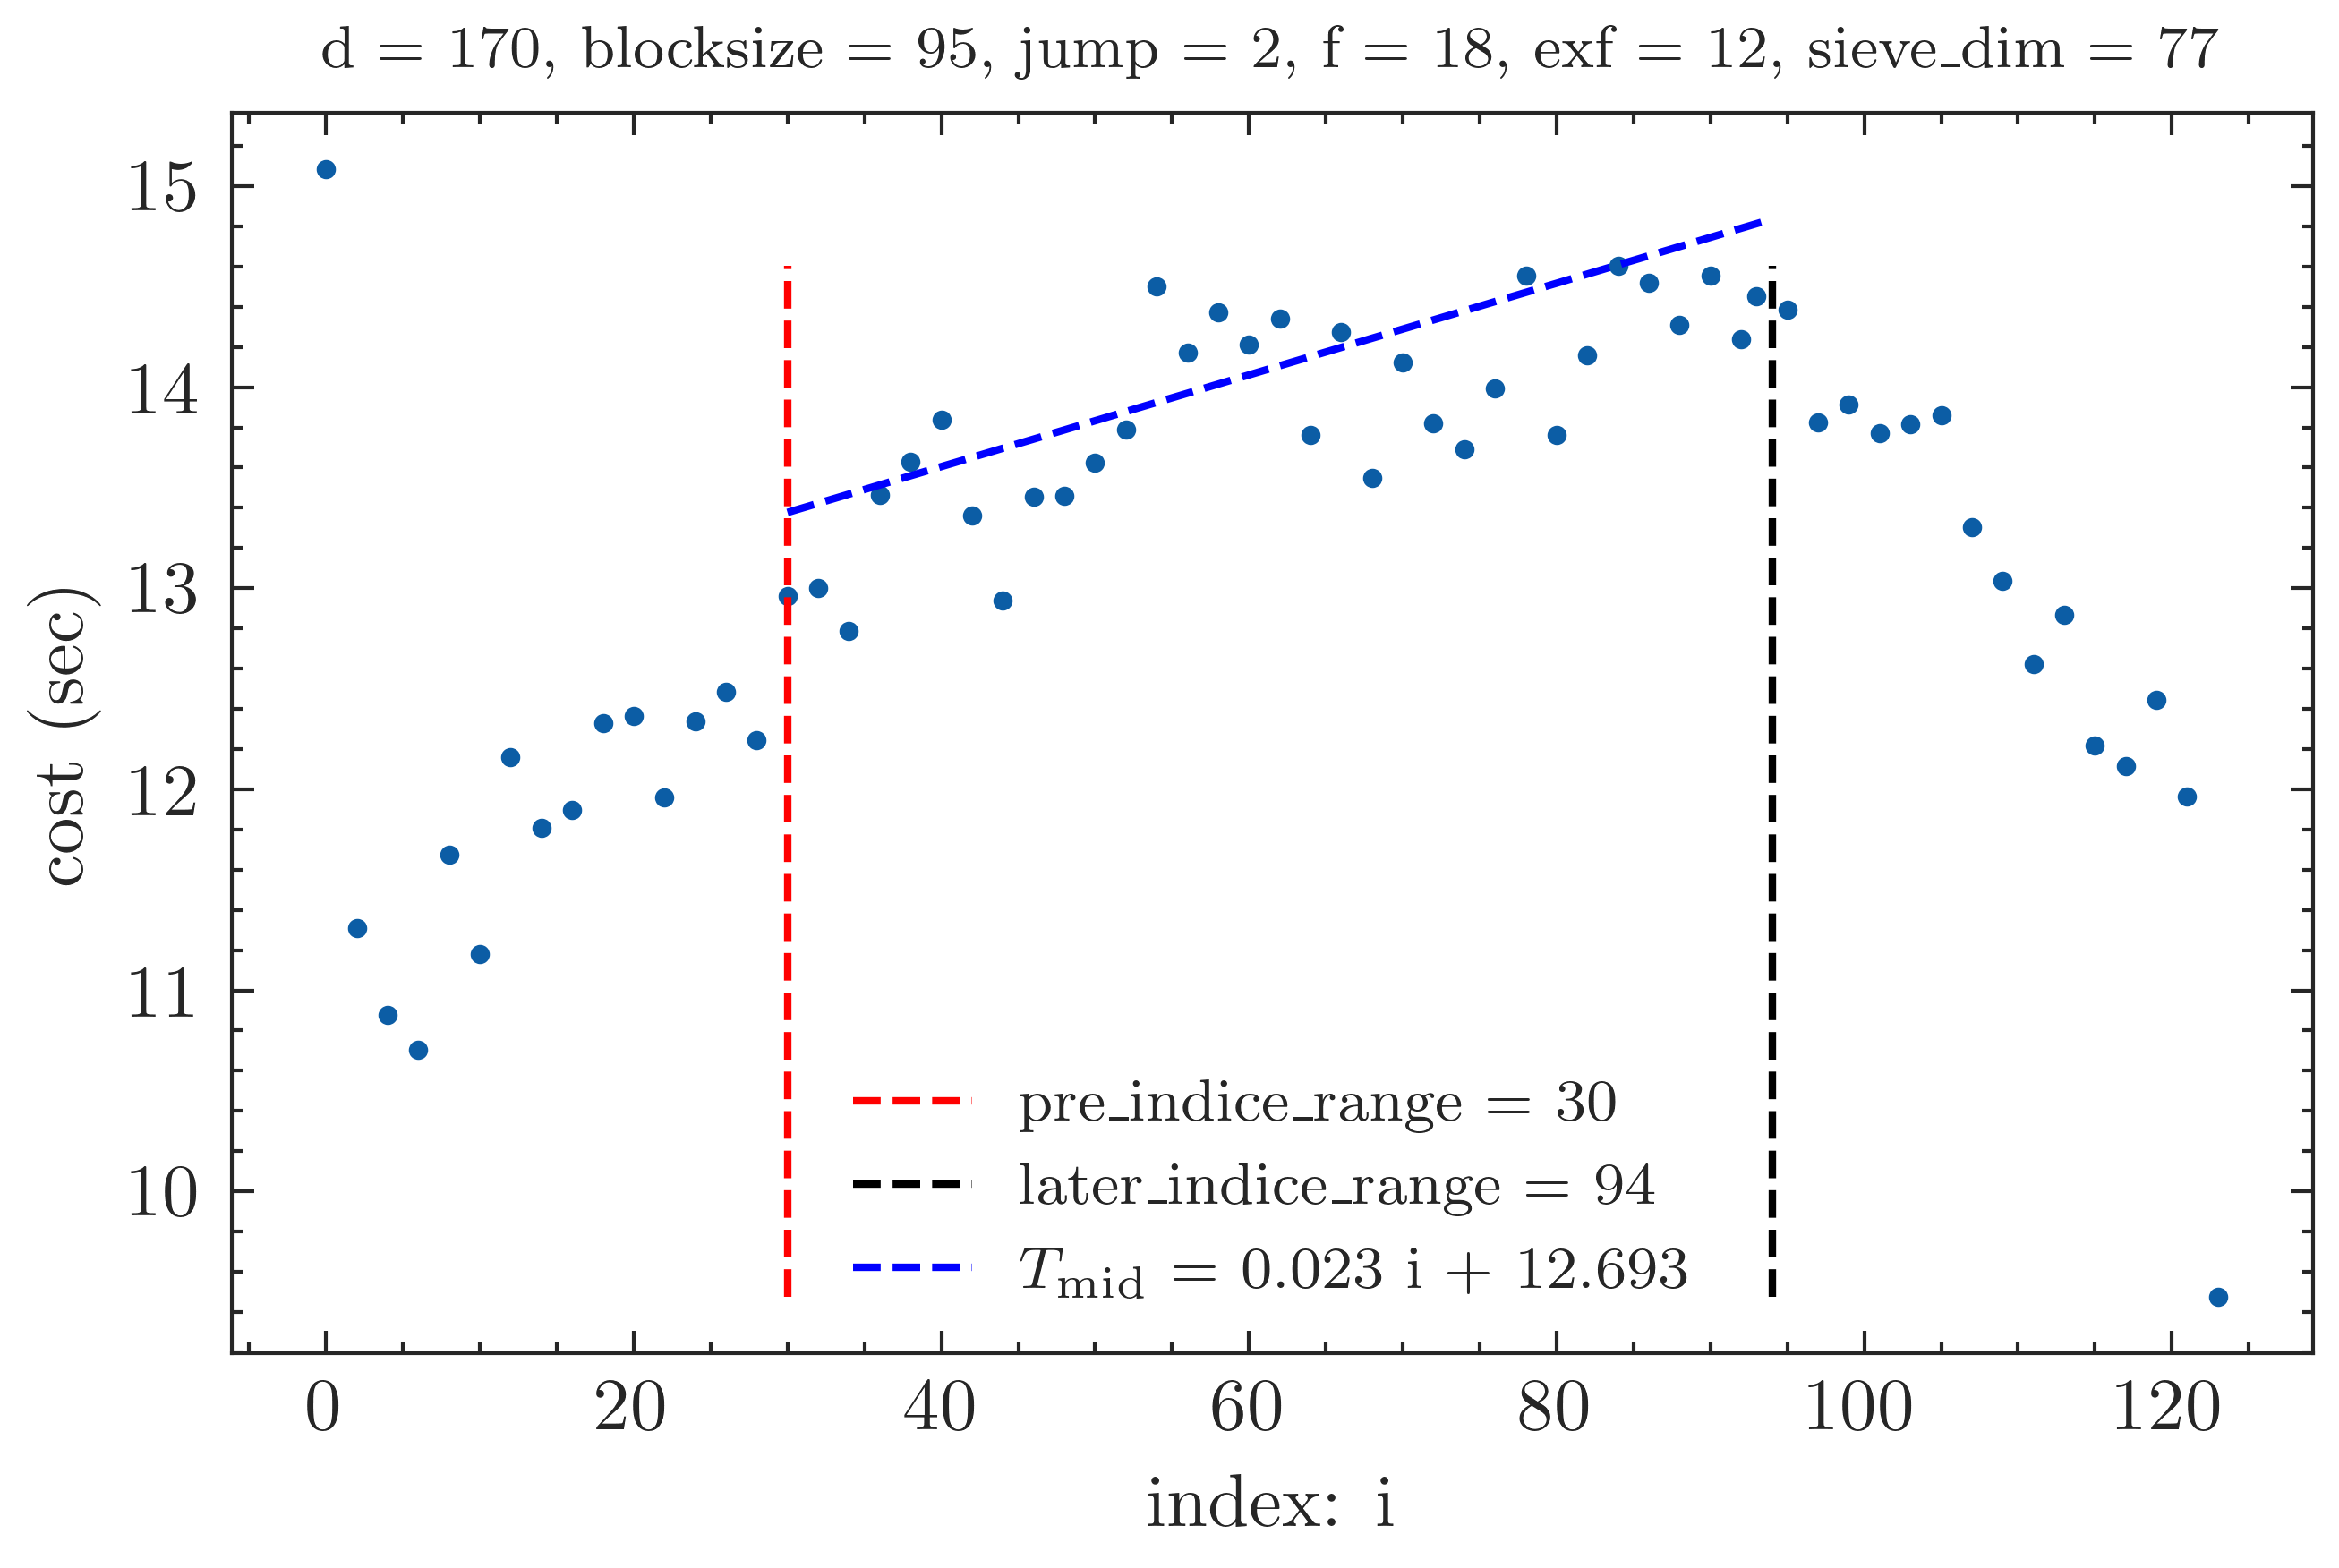 d = 170, blocksize = 95, jump = 2, f = 18, exf = 12, sieve_dim = 77
15
14
13
12
11
10
cost (sec)
pre_indice_range = 30
later_indice_range = 94
T_mid = 0.023 i + 12.693
0 20 40 60 80 100 120
index: i